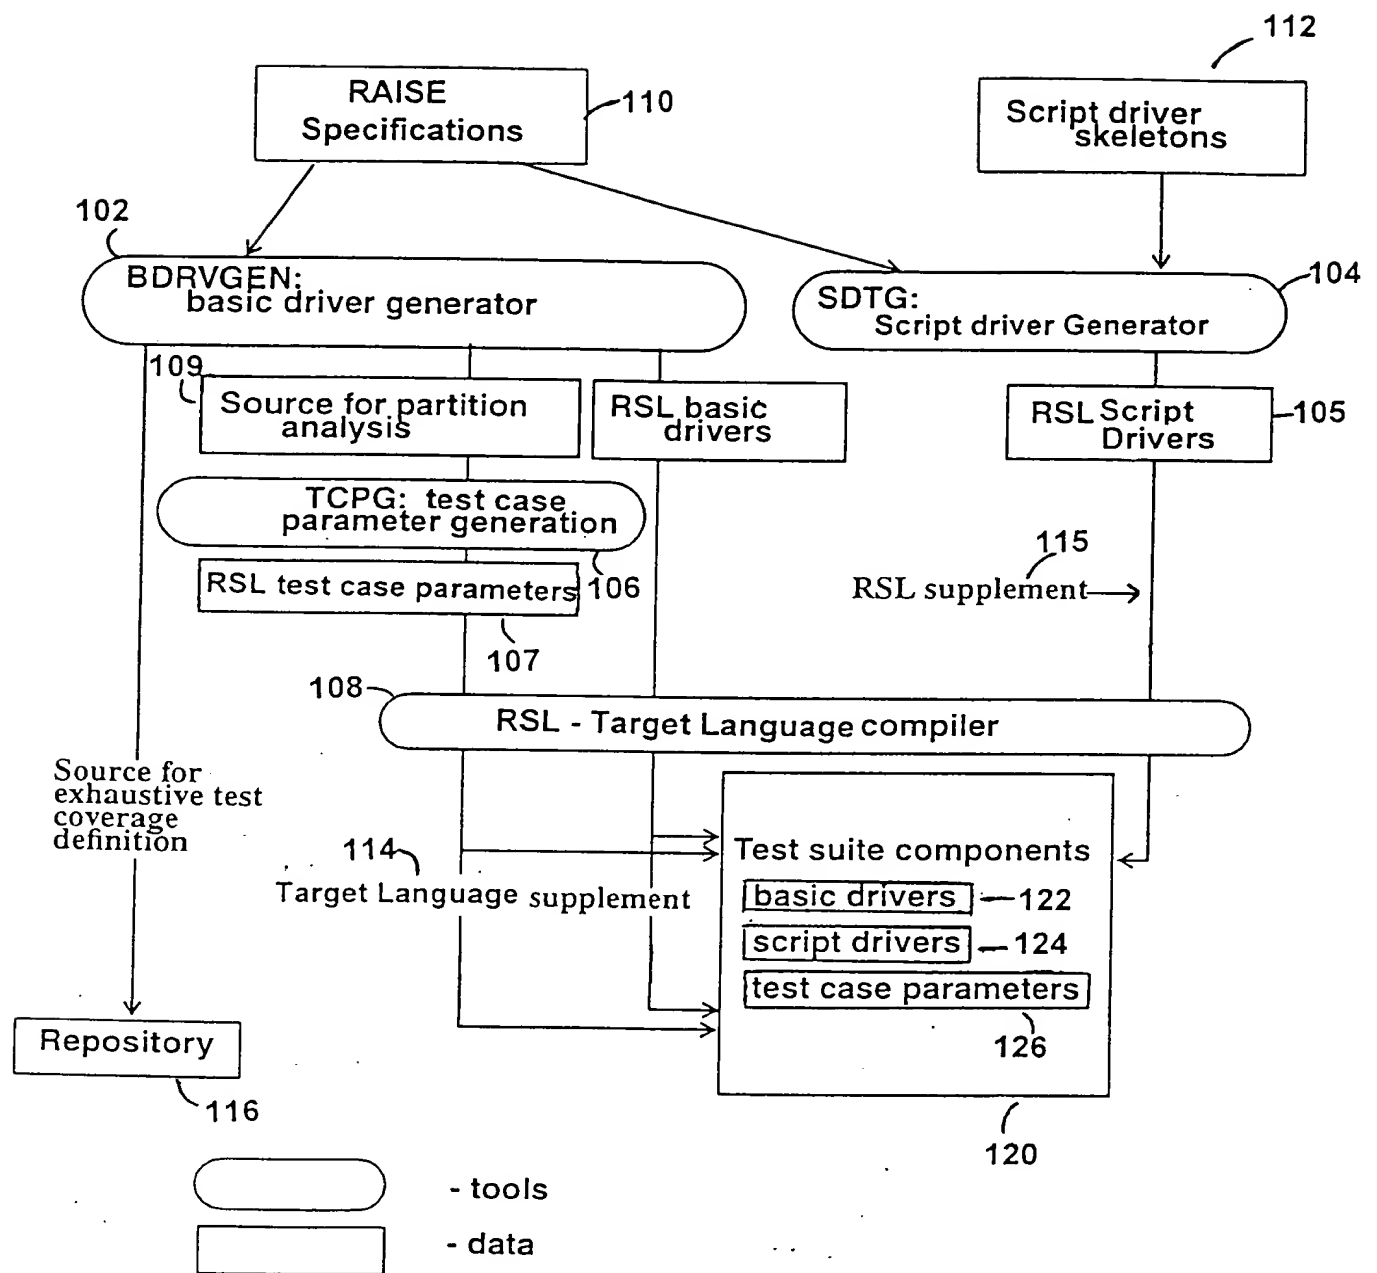 112
RAISE
Specifications
110
Script driver
skeletons
102
BDRVGEN:
basic driver generator
104
SDTG:
Script driver Generator
109
Source for partition
analysis
RSL basic
drivers
RSL Script
Drivers
105
TCPG: test case
parameter generation
106
RSL test case parameters
107
115
RSL supplement
108
RSL - Target Language compiler
Source for
exhaustive test
coverage
definition
114
Target Language supplement
Test suite components
basic drivers
122
script drivers
124
test case parameters
126
Repository
116
120
- tools
- data